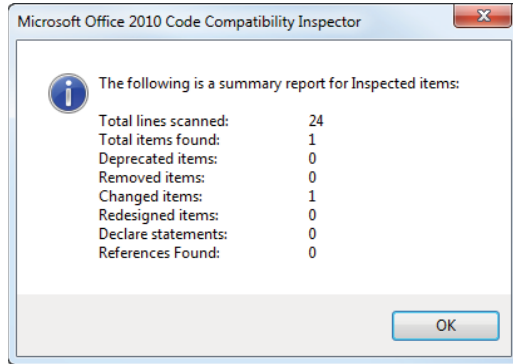 Microsoft Office 2010 Code Compatibility Inspector
The following is a summary report for Inspected items:
Total lines scanned: 24
Total items found: 1
Deprecated items: 0
Removed items: 0
Changed items: 1
Redesigned items: 0
Declare statements: 0
References Found: 0
OK